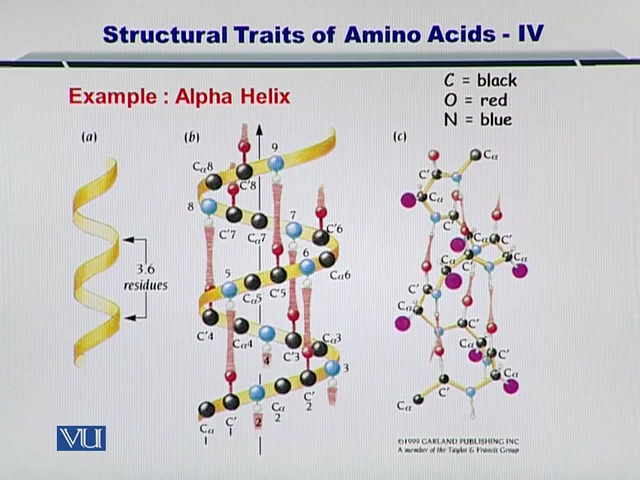 Structural Traits of Amino Acids - IV
Example : Alpha Helix
C = black
O = red
N = blue
(a)
(b)
(c)
3.6
residues
9
Cα8
C'8
8
C'7
Cα7
7
C'6
6
Cα6
5
Cα5
C'5
C'4
Cα4
4
C'3
Cα3
3
Cα
1
C'
1
2
Cα
2
C'
2
Cα
C'
Cα
C'
Cα
C'
Cα
C'
Cα
C'
Cα
C'
Cα
Cα
C'
VU
©1999 GARLAND PUBLISHING INC
A member of the Taylor & Francis Group